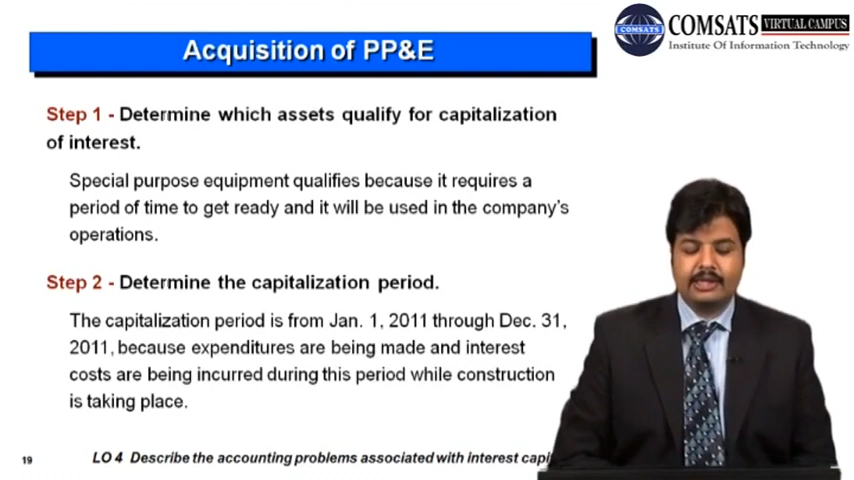 Acquisition of PP&E
COMSATS
COMSATS VIRTUAL CAMPUS
Institute Of Information Technology
Step 1 - Determine which assets qualify for capitalization
of interest.
Special purpose equipment qualifies because it requires a
period of time to get ready and it will be used in the company's
operations.
Step 2 - Determine the capitalization period.
The capitalization period is from Jan. 1, 2011 through Dec. 31,
2011, because expenditures are being made and interest
costs are being incurred during this period while construction
is taking place.
19
LO 4 Describe the accounting problems associated with interest capi